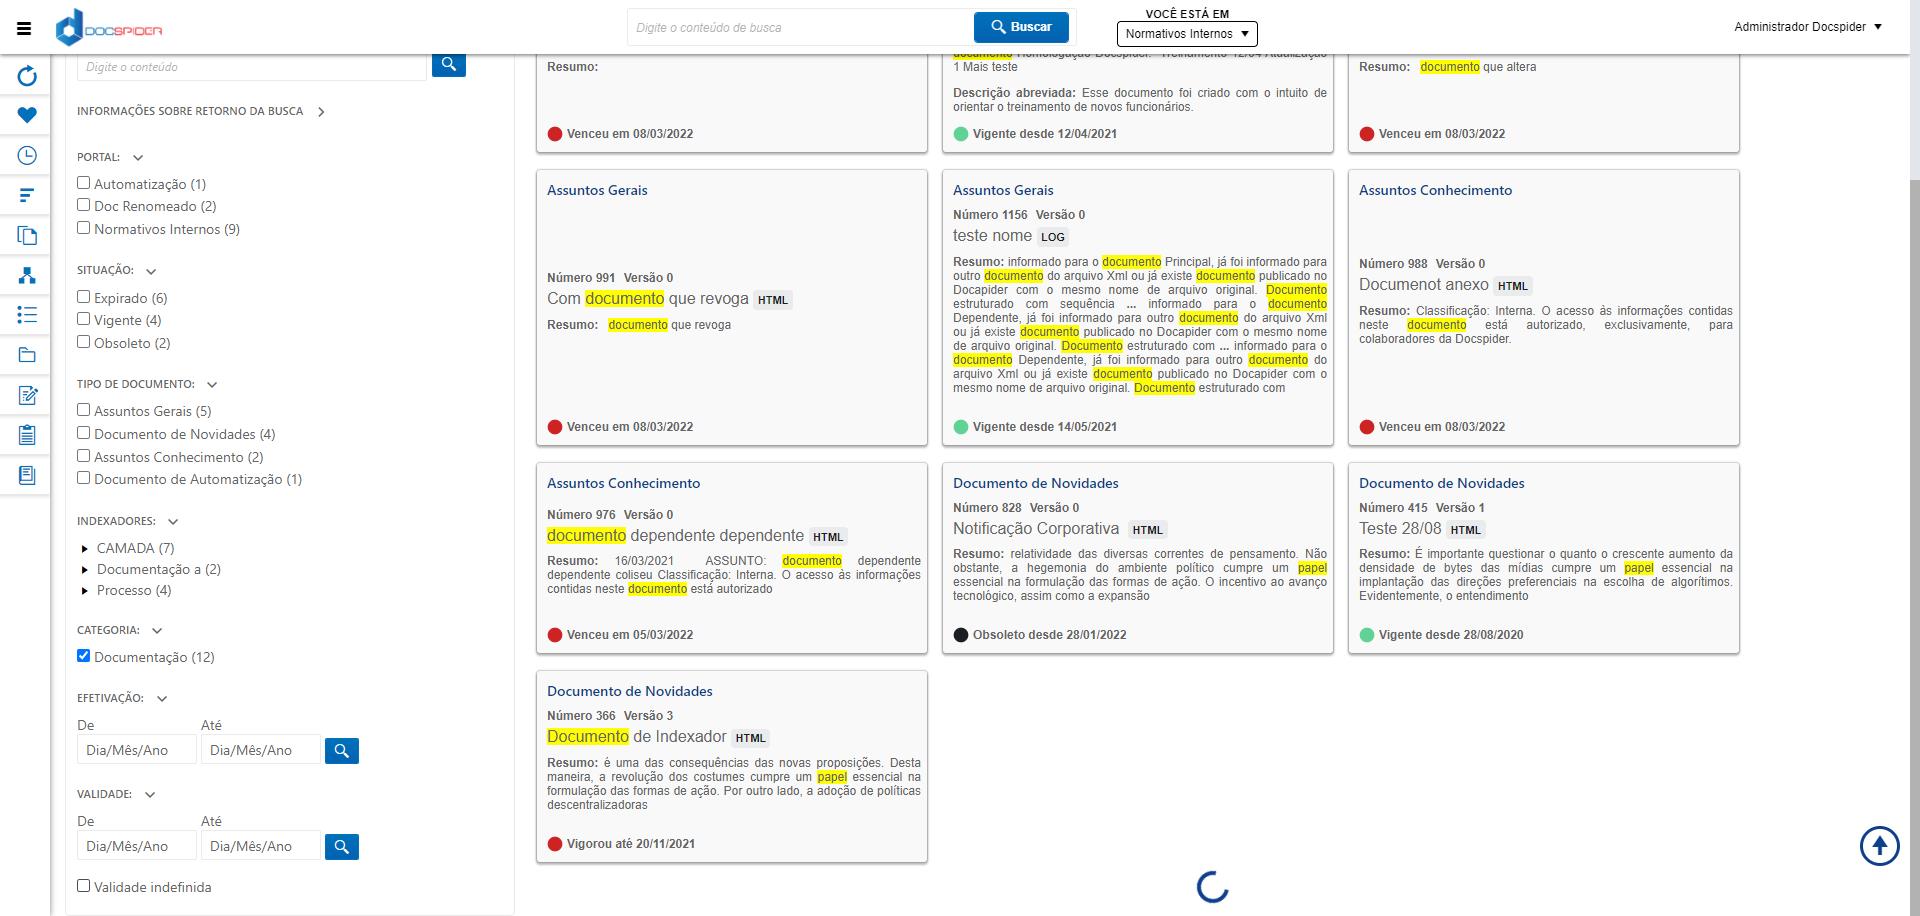 DOCSPIDER
Digite o conteúdo de busca
Buscar
VOCÊ ESTÁ EM
Normativos Internos
Administrador Docspider
Digite o conteúdo
INFORMAÇÕES SOBRE RETORNO DA BUSCA
PORTAL:
Automatização (1)
Doc Renomeado (2)
Normativos Internos (9)
SITUAÇÃO:
Expirado (6)
Vigente (4)
Obsoleto (2)
TIPO DE DOCUMENTO:
Assuntos Gerais (5)
Documento de Novidades (4)
Assuntos Conhecimento (2)
Documento de Automatização (1)
INDEXADORES:
CAMADA (7)
Documentação a (2)
Processo (4)
CATEGORIA:
Documentação (12)
EFETIVAÇÃO:
De Até
Dia/Mês/Ano Dia/Mês/Ano
VALIDADE:
De Até
Dia/Mês/Ano Dia/Mês/Ano
Validade indefinida
Resumo:
Venceu em 08/03/2022
documento Homologação Docspider. Treinamento 12/04 Atualização
1 Mais teste
Descrição abreviada: Esse documento foi criado com o intuito de
orientar o treinamento de novos funcionários.
Vigente desde 12/04/2021
Resumo: documento que altera
Venceu em 08/03/2022
Assuntos Gerais
Número 991 Versão 0
Com documento que revoga HTML
Resumo: documento que revoga
Venceu em 08/03/2022
Assuntos Gerais
Número 1156 Versão 0
teste nome LOG
Resumo: informado para o documento Principal, já foi informado para
outro documento do arquivo Xml ou já existe documento publicado no
Docapider com o mesmo nome de arquivo original. Documento
estruturado com sequência ... informado para o documento
Dependente, já foi informado para outro documento do arquivo Xml
ou já existe documento publicado no Docapider com o mesmo nome
de arquivo original. Documento estruturado com ... informado para o
documento Dependente, já foi informado para outro documento do
arquivo Xml ou já existe documento publicado no Docapider com o
mesmo nome de arquivo original. Documento estruturado com
Vigente desde 14/05/2021
Assuntos Conhecimento
Número 988 Versão 0
Documenot anexo HTML
Resumo: Classificação: Interna. O acesso às informações contidas
neste documento está autorizado, exclusivamente, para
colaboradores da Docspider.
Venceu em 08/03/2022
Assuntos Conhecimento
Número 976 Versão 0
documento dependente dependente HTML
Resumo: 16/03/2021 ASSUNTO: documento dependente
dependente coliseu Classificação: Interna. O acesso às informações
contidas neste documento está autorizado
Venceu em 05/03/2022
Documento de Novidades
Número 828 Versão 0
Notificação Corporativa HTML
Resumo: relatividade das diversas correntes de pensamento. Não
obstante, a hegemonia do ambiente político cumpre um papel
essencial na formulação das formas de ação. O incentivo ao avanço
tecnológico, assim como a expansão
Obsoleto desde 28/01/2022
Documento de Novidades
Número 415 Versão 1
Teste 28/08 HTML
Resumo: É importante questionar o quanto o crescente aumento da
densidade de bytes das mídias cumpre um papel essencial na
implantação das direções preferenciais na escolha de algorítimos.
Evidentemente, o entendimento
Vigente desde 28/08/2020
Documento de Novidades
Número 366 Versão 3
Documento de Indexador HTML
Resumo: é uma das consequências das novas proposições. Desta
maneira, a revolução dos costumes cumpre um papel essencial na
formulação das formas de ação. Por outro lado, a adoção de políticas
descentralizadoras
Vigorou até 20/11/2021